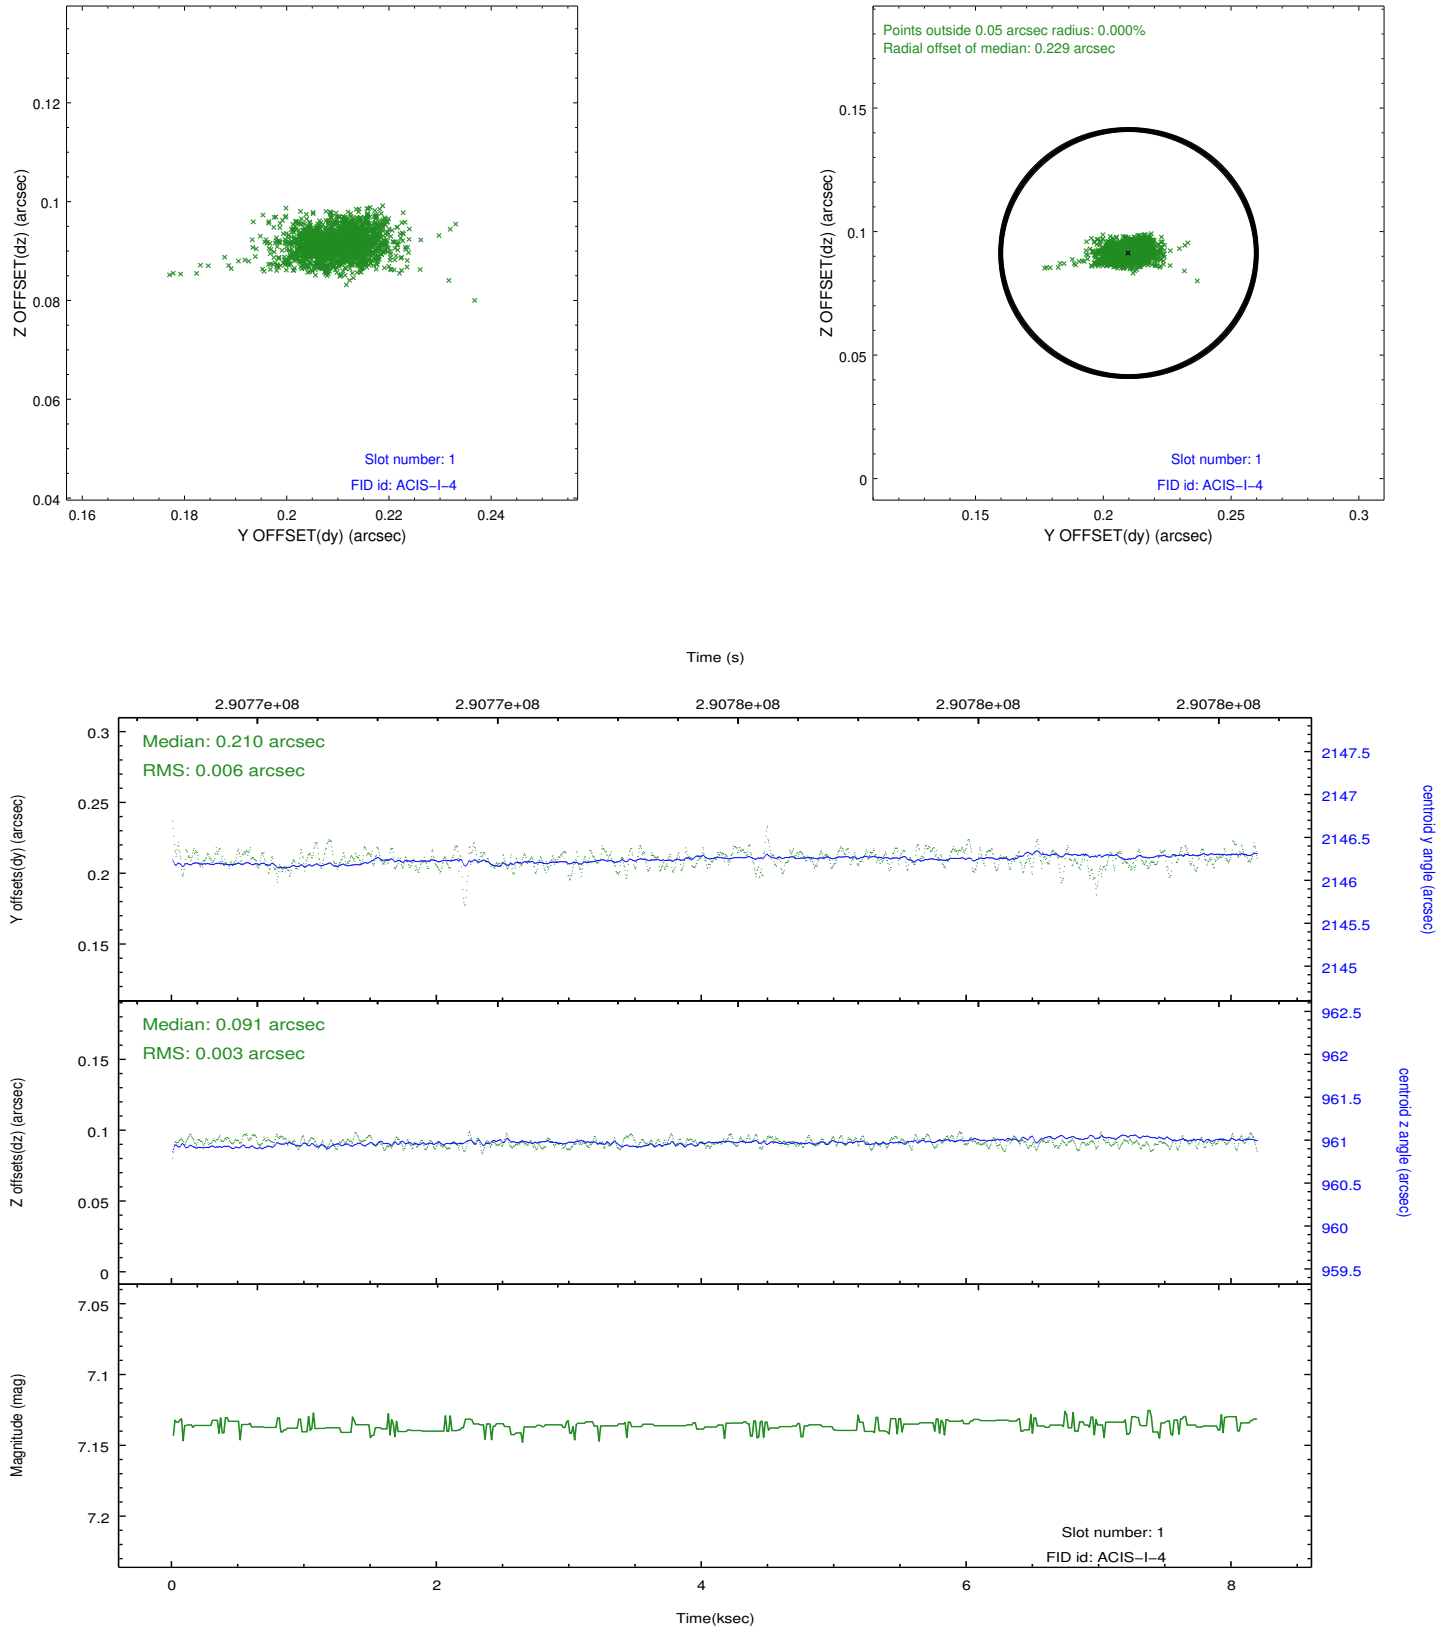 0.12
0.1
0.08
0.06
0.04
Z OFFSET(dz) (arcsec)
Slot number: 1
FID id: ACIS-I-4
0.16 0.18 0.2 0.22 0.24
Y OFFSET(dy) (arcsec)
Points outside 0.05 arcsec radius: 0.000%
Radial offset of median: 0.229 arcsec
0.15
0.1
0.05
0
Z OFFSET(dz) (arcsec)
Slot number: 1
FID id: ACIS-I-4
0.15 0.2 0.25 0.3
Y OFFSET(dy) (arcsec)
Time (s)
2.9077e+08 2.9077e+08 2.9078e+08 2.9078e+08 2.9078e+08
Median: 0.210 arcsec
RMS: 0.006 arcsec
0.3
0.25
0.2
0.15
Y offsets(dy) (arcsec)
2147.5
2147
2146.5
2146
2145.5
2145
centroid y angle (arcsec)
Median: 0.091 arcsec
RMS: 0.003 arcsec
0.15
0.1
0.05
0
Z offsets(dz) (arcsec)
962.5
962
961.5
961
960.5
960
959.5
centroid z angle (arcsec)
7.05
7.1
7.15
7.2
Magnitude (mag)
Slot number: 1
FID id: ACIS-I-4
0 2 4 6 8
Time(ksec)